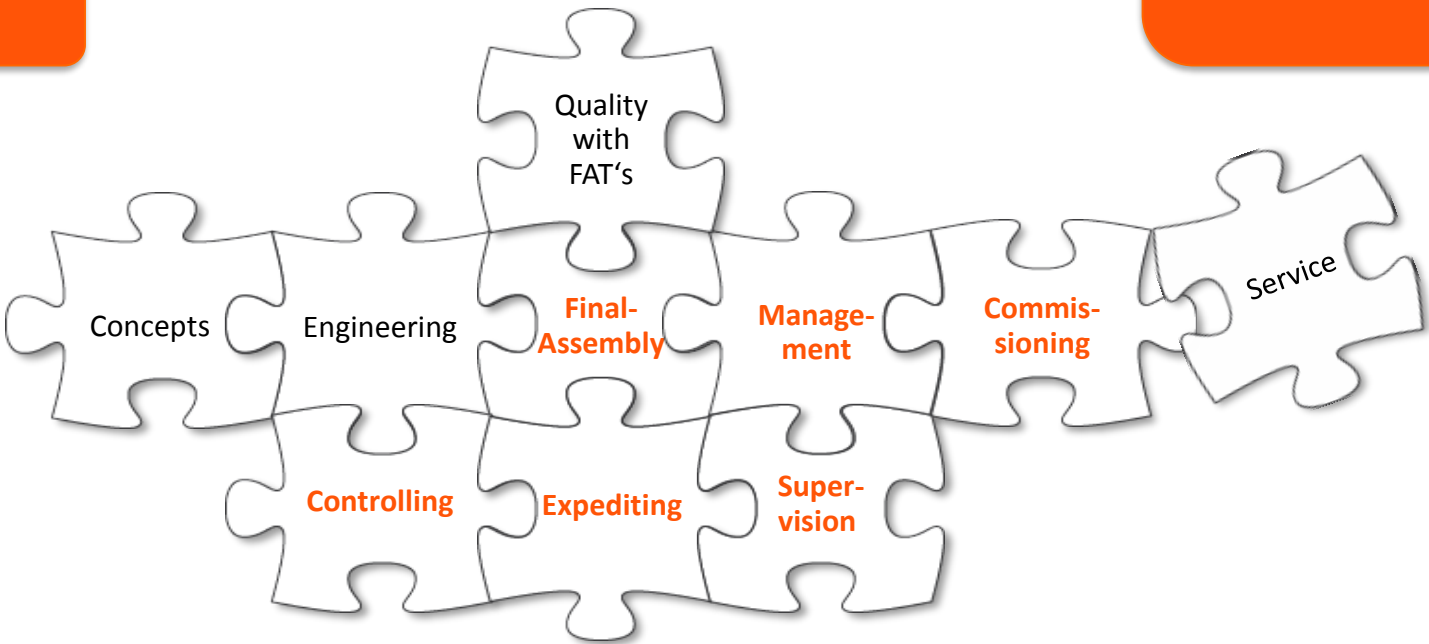 Quality
with
FAT‘s
Concepts
Engineering
Final-
Assembly
Manage-
ment
Commis-
sioning
Service
Controlling
Expediting
Super-
vision